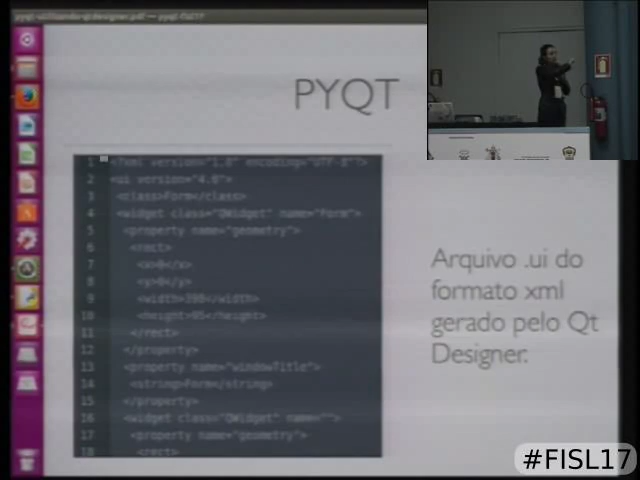 PYQT
1 <?xml version="1.0" encoding="UTF-8"?>
2 <ui version="4.0">
3 <class>Form</class>
4 <widget class="QWidget" name="Form">
5 <property name="geometry">
6 <rect>
7 <x>0</x>
8 <y>0</y>
9 <width>398</width>
10 <height>95</height>
11 </rect>
12 </property>
13 <property name="windowTitle">
14 <string>Form</string>
15 </property>
16 <widget class="QWidget" name="">
17 <property name="geometry">
18 <rect>
Arquivo .ui do
formato xml
gerado pelo Qt
Designer.
#FISL17